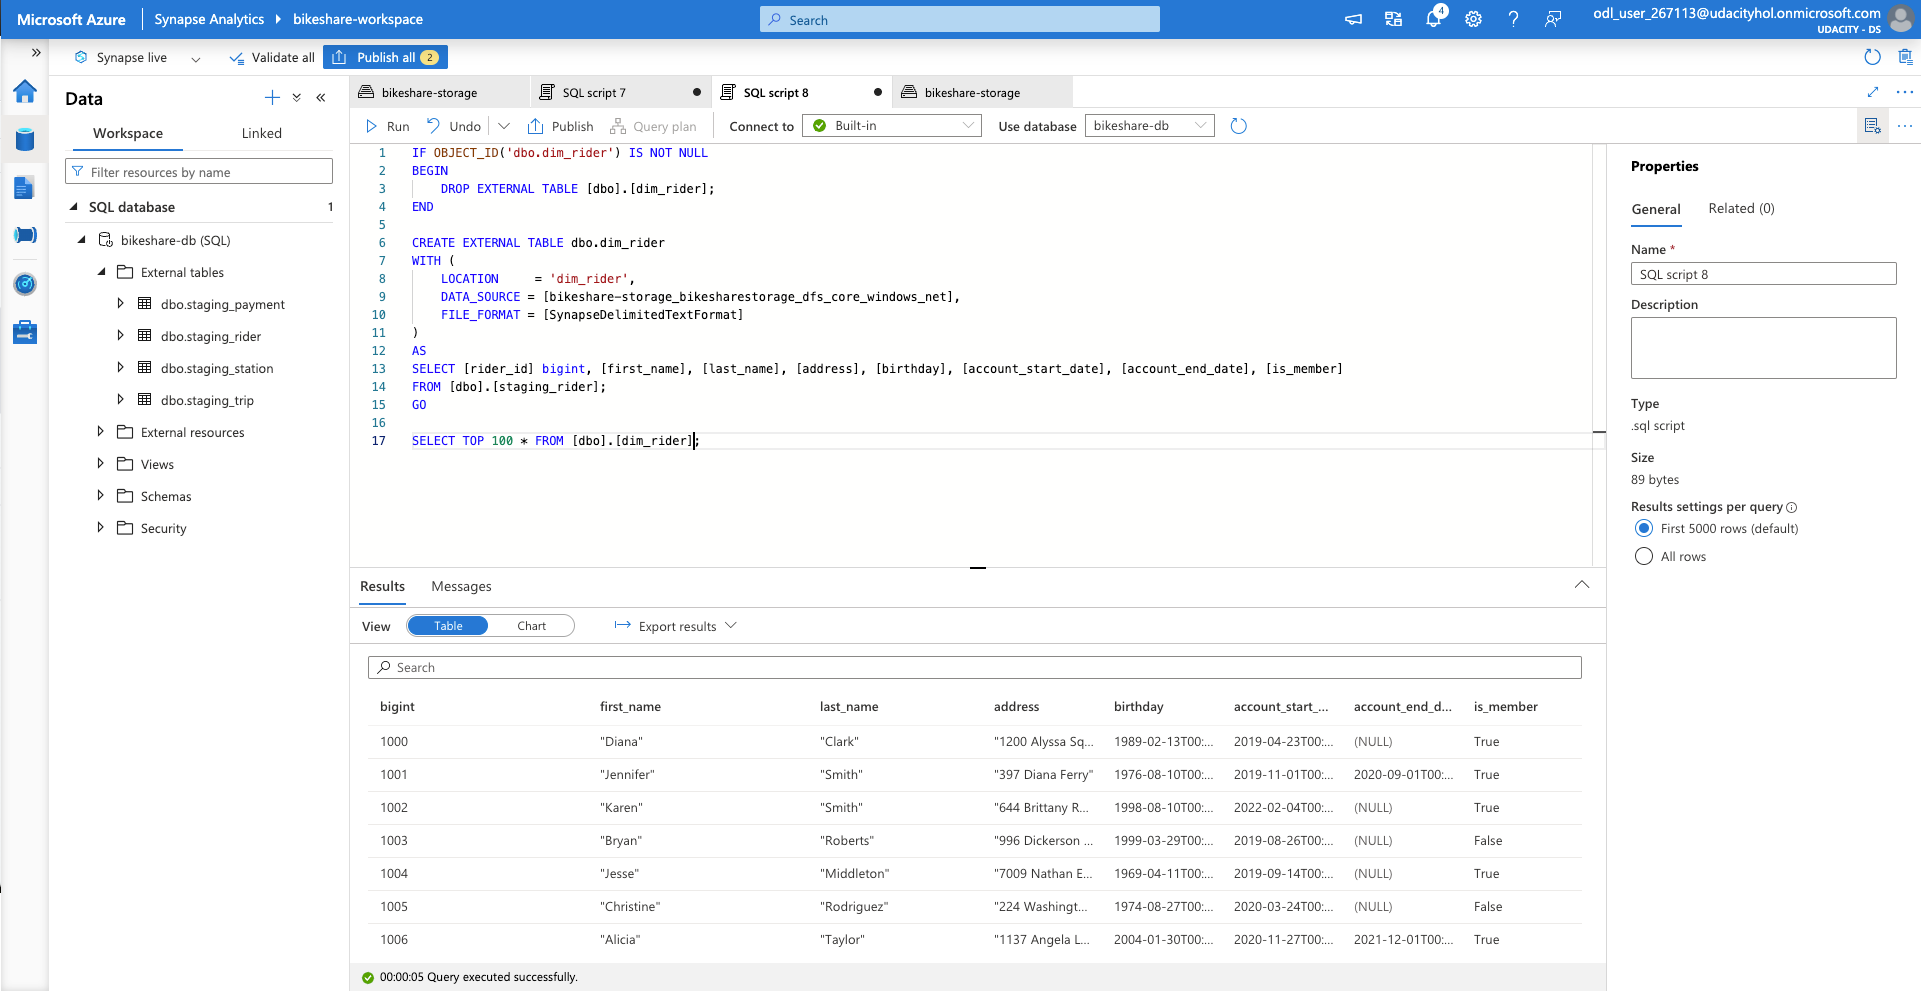 Microsoft Azure Synapse Analytics bikeshare-workspace Search 4 odl_user_267113@udacityhol.onmicrosoft.com
UDACITY - DS
Synapse live Validate all Publish all 2
Data
Workspace Linked
Filter resources by name
SQL database 1
bikeshare-db (SQL)
External tables
dbo.staging_payment
dbo.staging_rider
dbo.staging_station
dbo.staging_trip
External resources
Views
Schemas
Security
bikeshare-storage SQL script 7 SQL script 8 bikeshare-storage
Run Undo Publish Query plan Connect to Built-in Use database bikeshare-db
1 IF OBJECT_ID('dbo.dim_rider') IS NOT NULL
2 BEGIN
3 DROP EXTERNAL TABLE [dbo].[dim_rider];
4 END
5
6 CREATE EXTERNAL TABLE dbo.dim_rider
7 WITH (
8 LOCATION = 'dim_rider',
9 DATA_SOURCE = [bikeshare-storage_bikesharestorage_dfs_core_windows_net],
10 FILE_FORMAT = [SynapseDelimitedTextFormat]
11 )
12 AS
13 SELECT [rider_id] bigint, [first_name], [last_name], [address], [birthday], [account_start_date], [account_end_date], [is_member]
14 FROM [dbo].[staging_rider];
15 GO
16
17 SELECT TOP 100 * FROM [dbo].[dim_rider];
Results Messages
View Table Chart Export results
Search
bigint first_name last_name address birthday account_start_... account_end_d... is_member
1000 "Diana" "Clark" "1200 Alyssa Sq... 1989-02-13T00:... 2019-04-23T00:... (NULL) True
1001 "Jennifer" "Smith" "397 Diana Ferry" 1976-08-10T00:... 2019-11-01T00:... 2020-09-01T00:... True
1002 "Karen" "Smith" "644 Brittany R... 1998-08-10T00:... 2022-02-04T00:... (NULL) True
1003 "Bryan" "Roberts" "996 Dickerson ... 1999-03-29T00:... 2019-08-26T00:... (NULL) False
1004 "Jesse" "Middleton" "7009 Nathan E... 1969-04-11T00:... 2019-09-14T00:... (NULL) True
1005 "Christine" "Rodriguez" "224 Washingt... 1974-08-27T00:... 2020-03-24T00:... (NULL) False
1006 "Alicia" "Taylor" "1137 Angela L... 2004-01-30T00:... 2020-11-27T00:... 2021-12-01T00:... True
00:00:05 Query executed successfully.
Properties
General Related (0)
Name *
SQL script 8
Description
Type
.sql script
Size
89 bytes
Results settings per query
First 5000 rows (default)
All rows